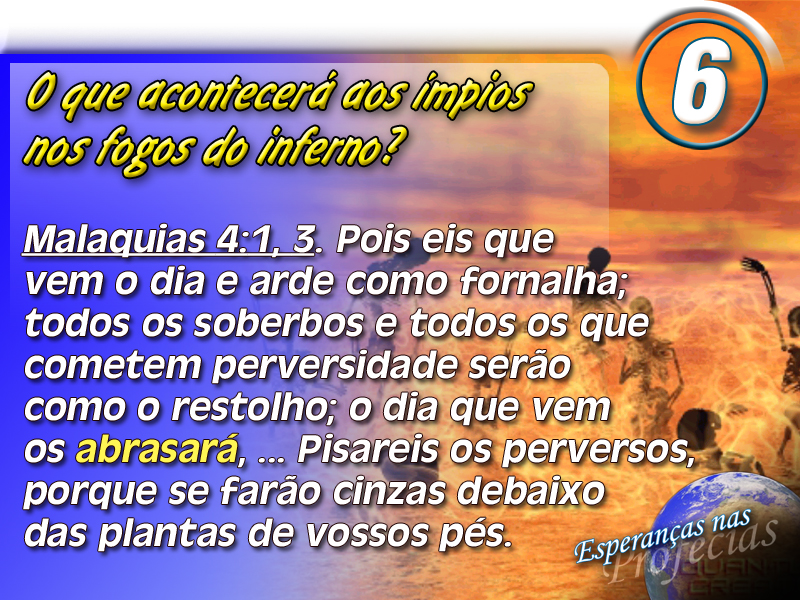 6
O que acontecerá aos ímpios
nos fogos do inferno?
Malaquias 4:1, 3. Pois eis que
vem o dia e arde como fornalha;
todos os soberbos e todos os que
cometem perversidade serão
como o restolho; o dia que vem
os abrasará, ... Pisareis os perversos,
porque se farão cinzas debaixo
das plantas de vossos pés.
Esperanças nas
Profecias